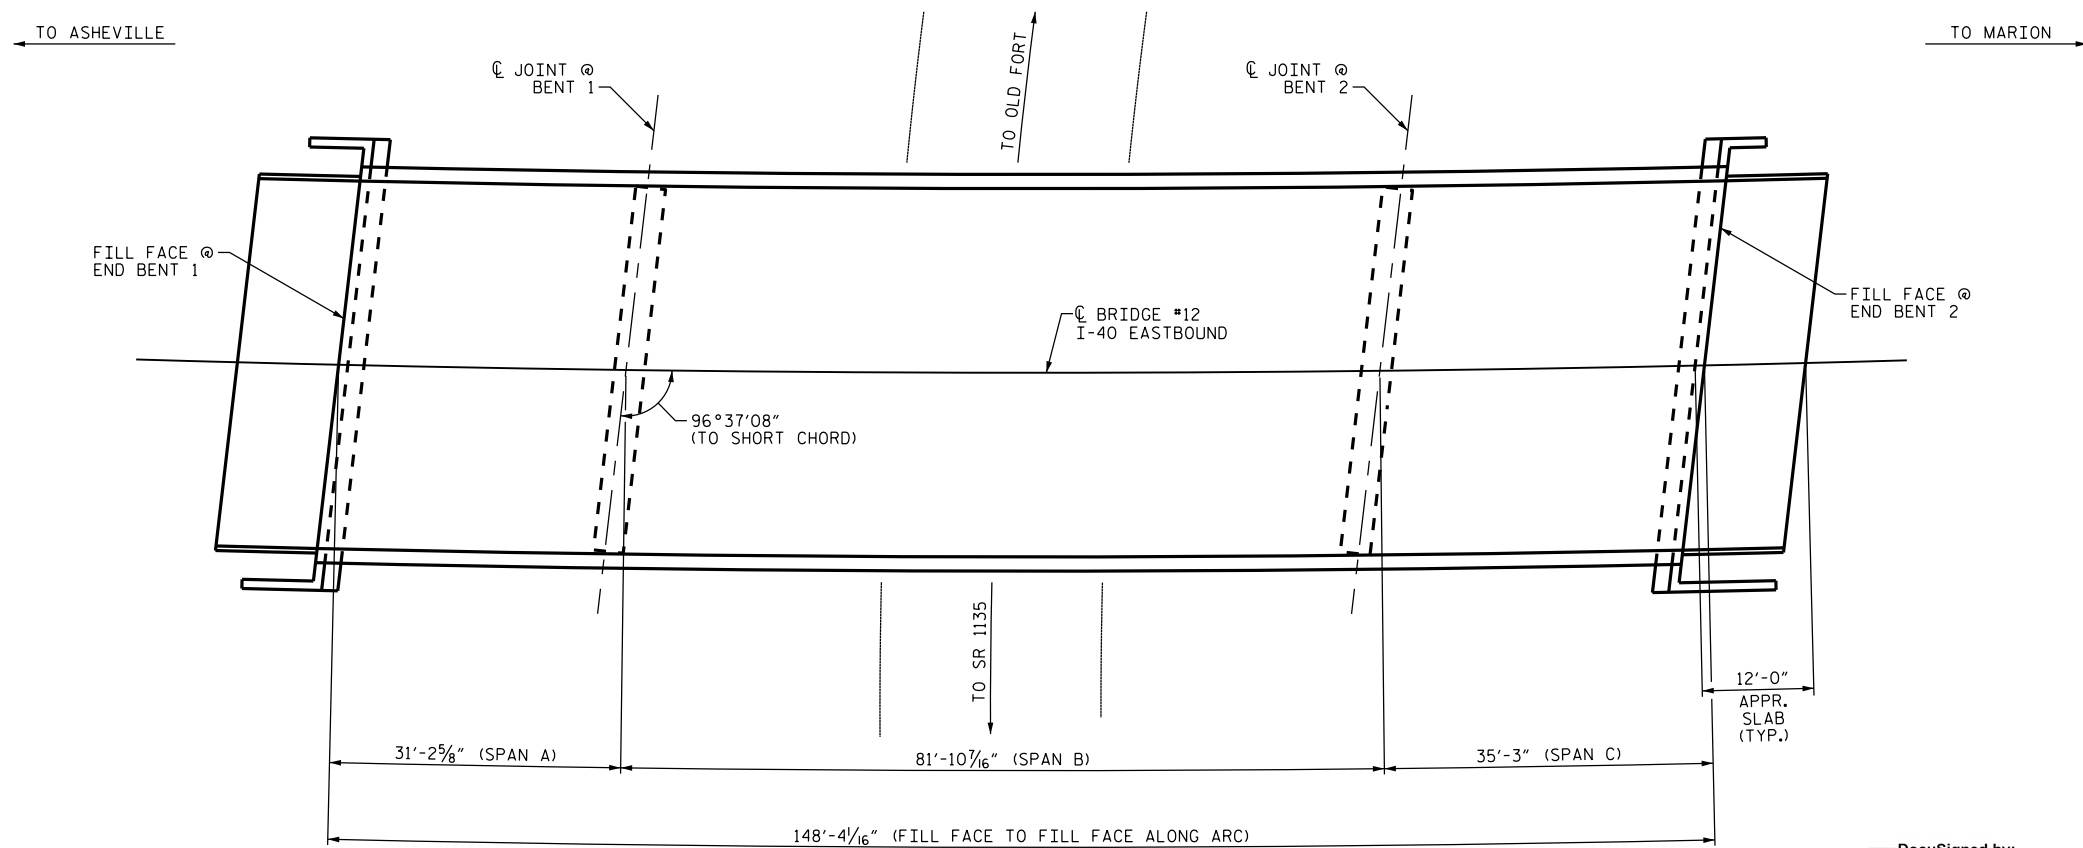 TO ASHEVILLE
TO MARION
℄ JOINT @
BENT 1
TO OLD FORT
℄ JOINT @
BENT 2
FILL FACE @
END BENT 1
℄ BRIDGE #12
I-40 EASTBOUND
FILL FACE @
END BENT 2
96°37'08"
(TO SHORT CHORD)
TO SR 1135
12'-0"
APPR.
SLAB
(TYP.)
31'-2⅝" (SPAN A)
81'-10⁷⁄₁₆" (SPAN B)
35'-3" (SPAN C)
148'-4¹⁄₁₆" (FILL FACE TO FILL FACE ALONG ARC)
DocuSigned by: